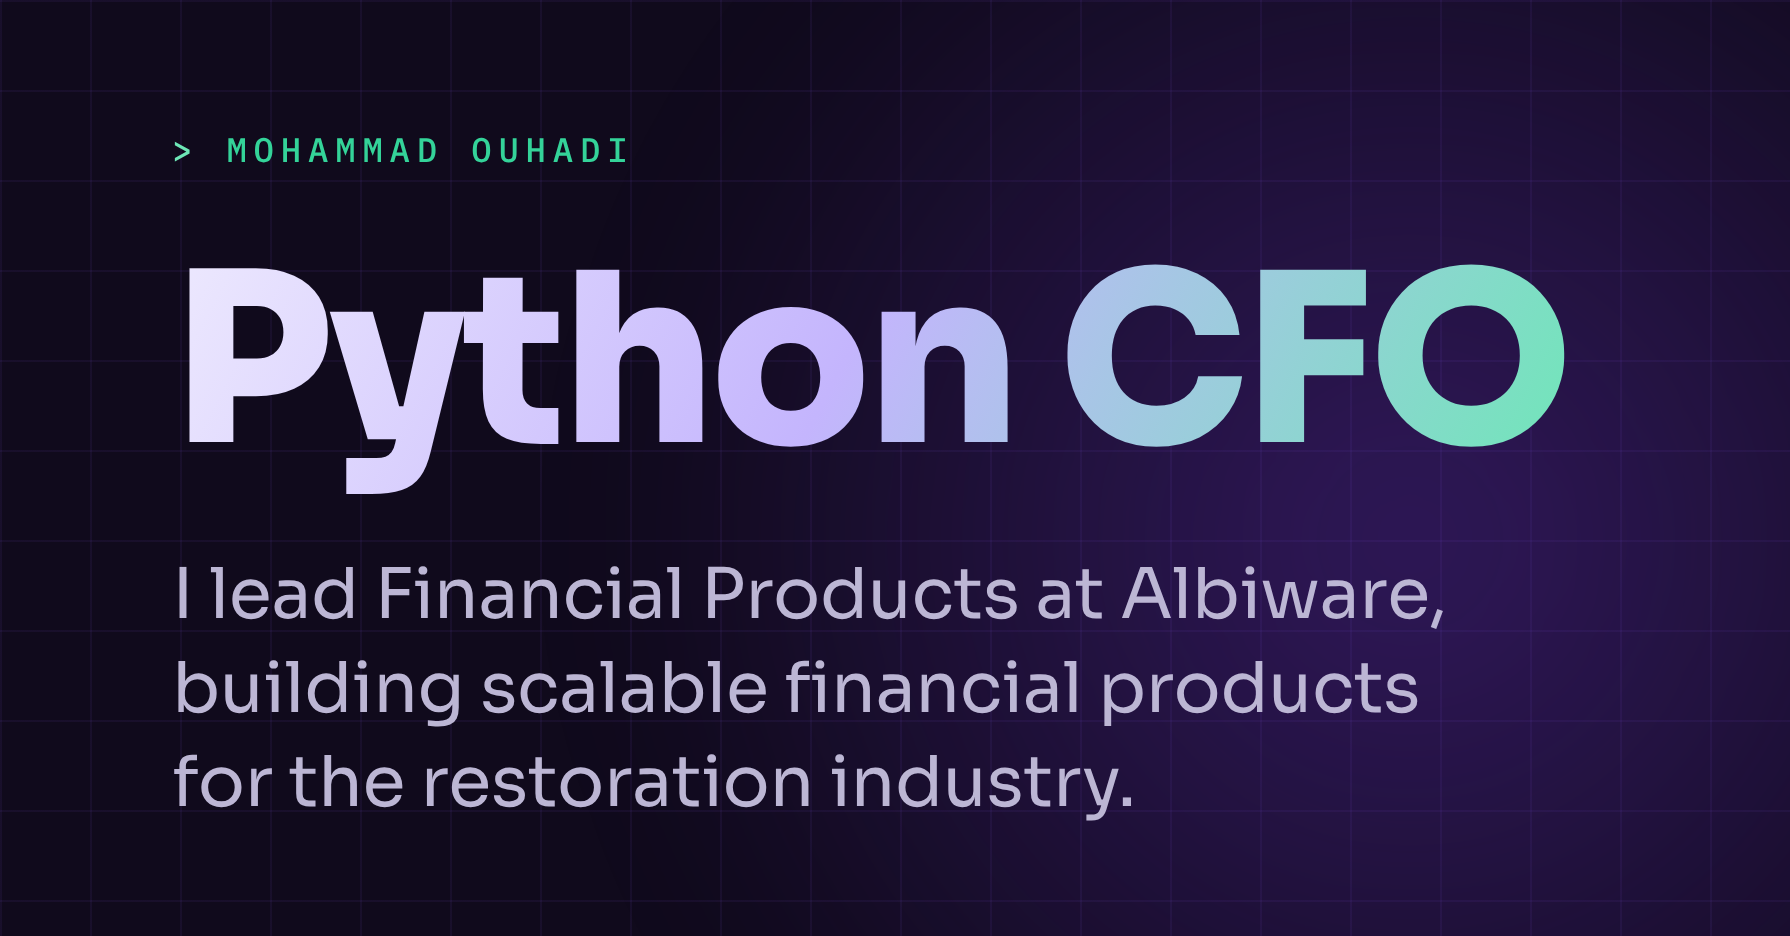 > MOHAMMAD OUHADI
Python CFO
I lead Financial Products at Albiware,
building scalable financial products
for the restoration industry.